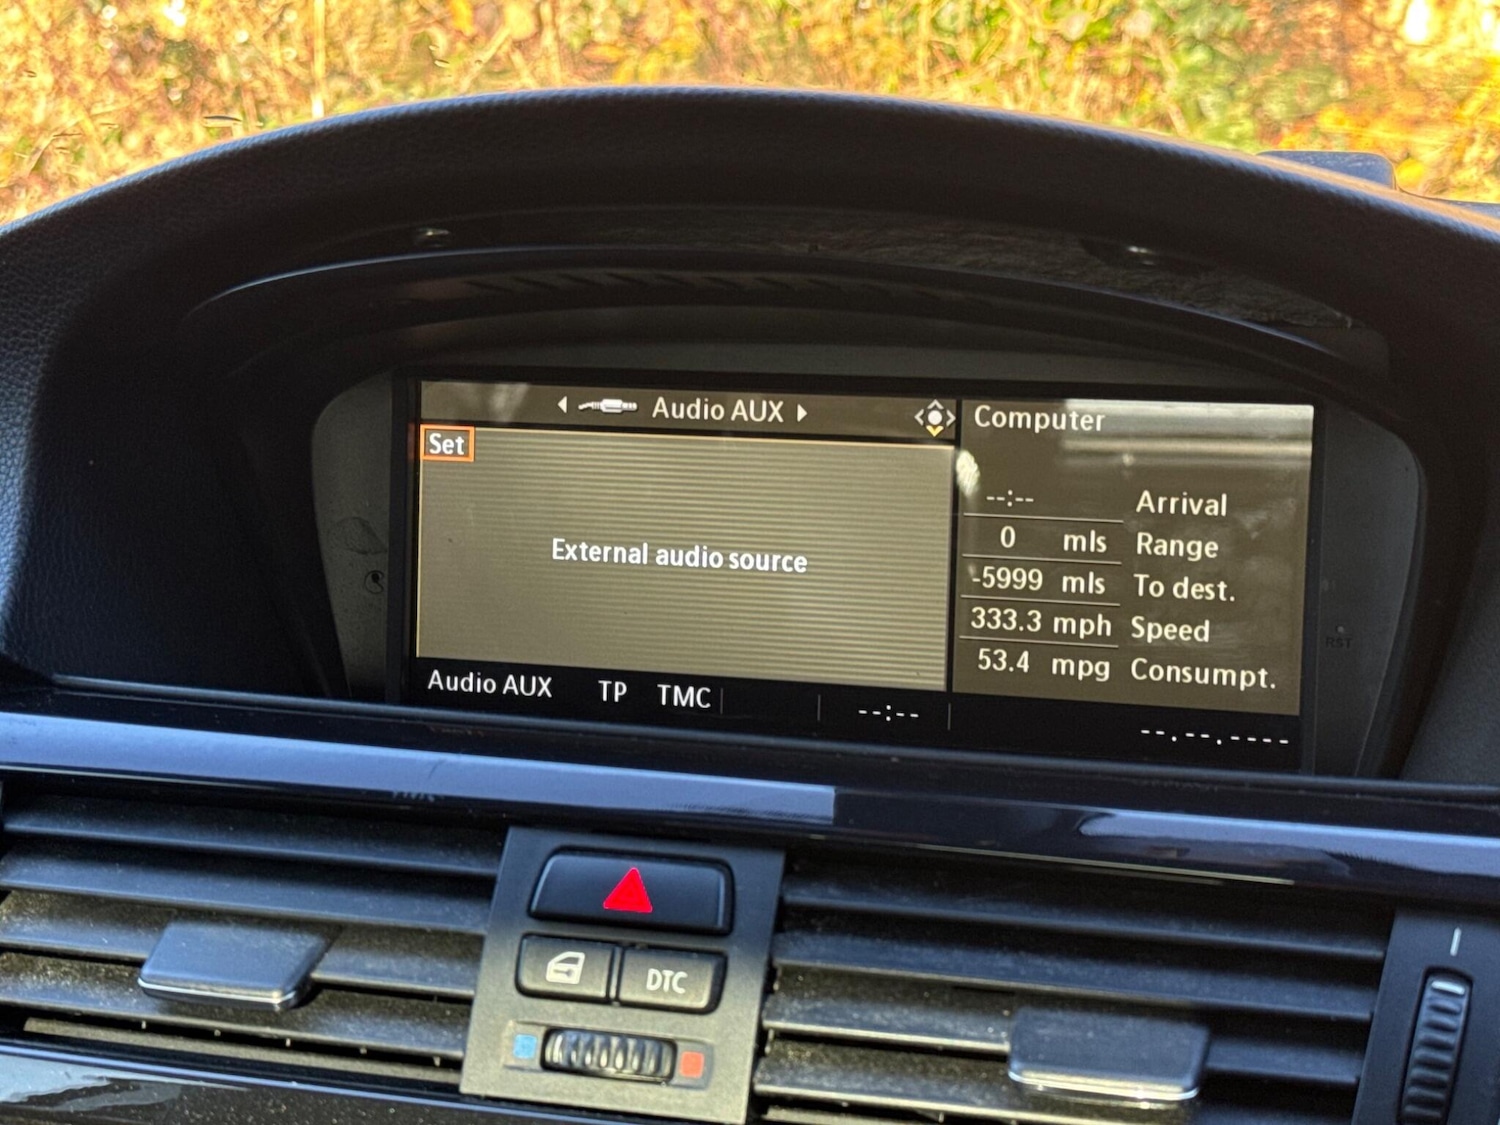 Audio AUX
Set
External audio source
Computer
--:-- Arrival
0 mls Range
-5999 mls To dest.
333.3 mph Speed
53.4 mpg Consumpt.
Audio AUX TP TMC --:-- --.--.----
RST
DTC